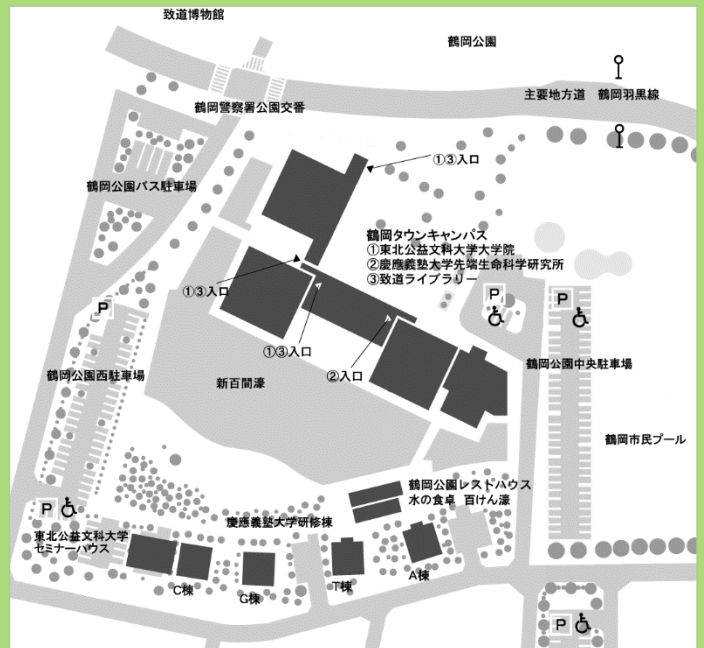 致道博物館
鶴岡公園
主要地方道 鶴岡羽黒線
鶴岡警察署公園交番
①③入口
鶴岡公園バス駐車場
鶴岡タウンキャンパス
①東北公益文科大学大学院
②慶應義塾大学先端生命科学研究所
③致道ライブラリー
①③入口
P
P
P
①③入口
鶴岡公園中央駐車場
鶴岡公園西駐車場
②入口
新百間濠
鶴岡市民プール
鶴岡公園レストハウス
水の食卓 百けん濠
P
慶應義塾大学研修棟
東北公益文科大学
セミナーハウス
C棟
G棟
T棟
A棟
P